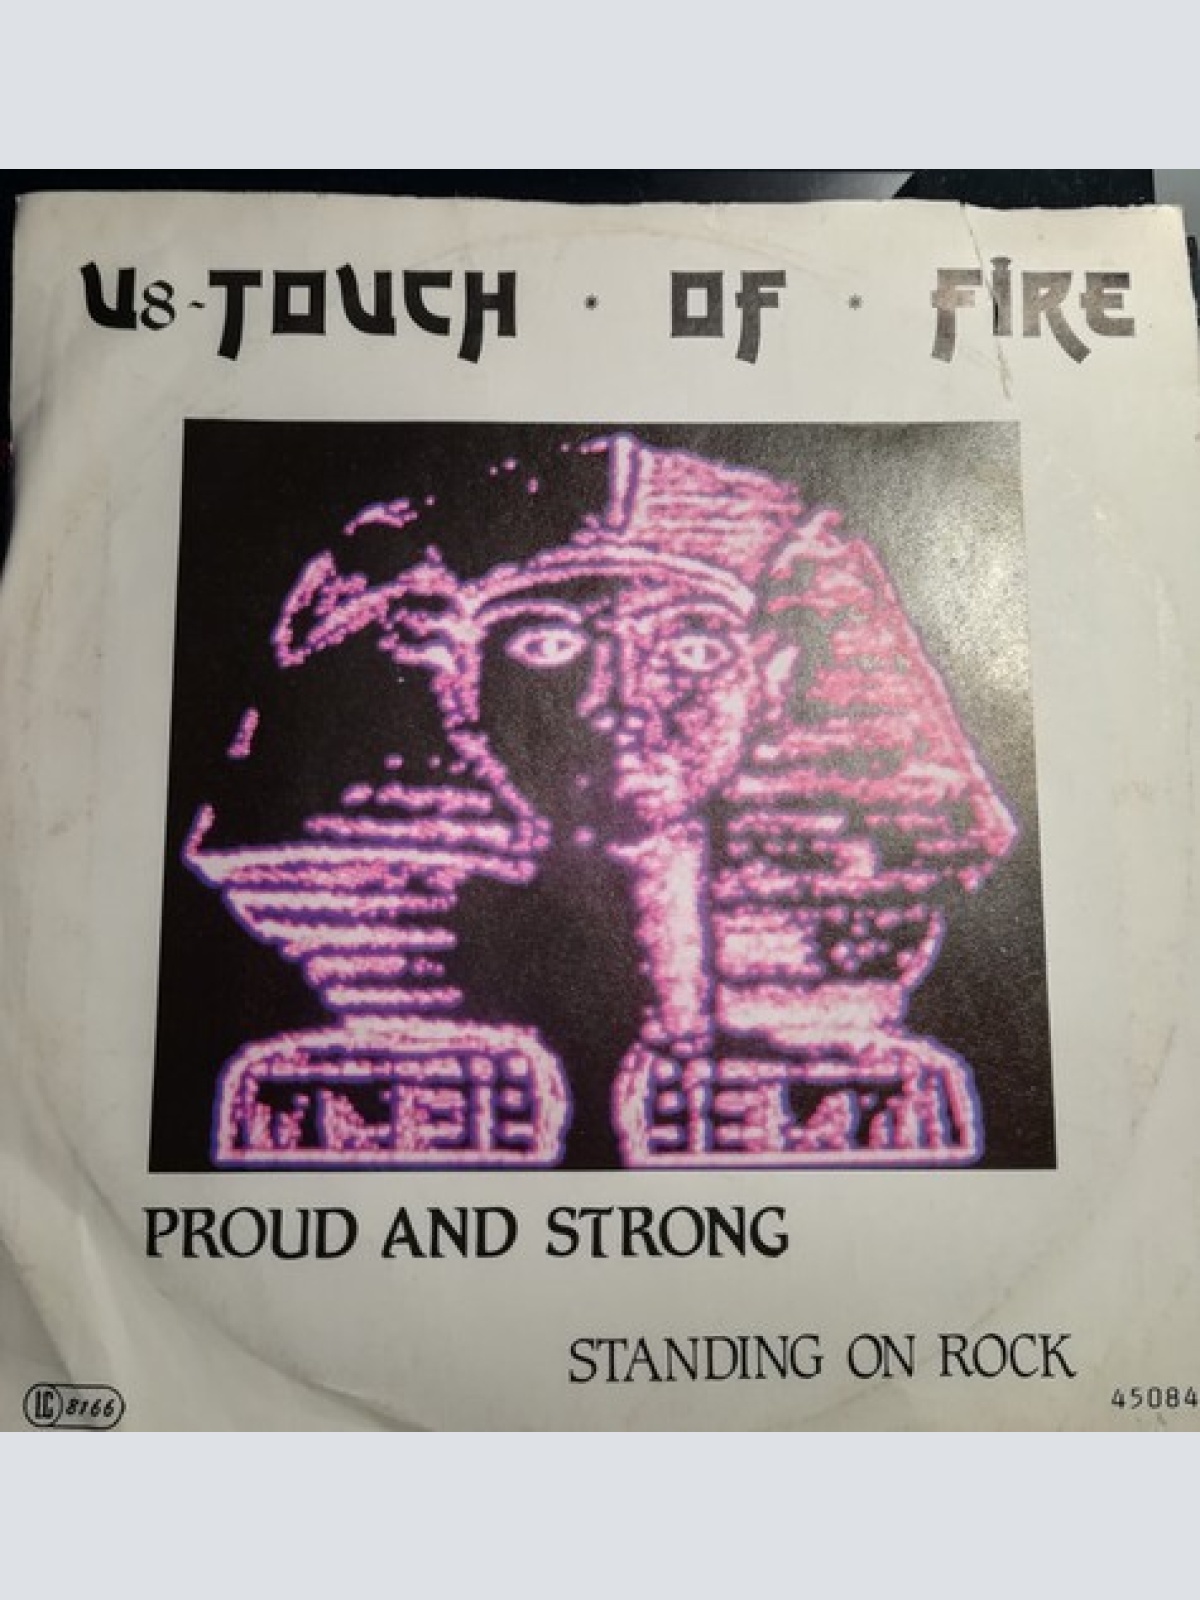 U8-TOUCH * OF * FIRE
PROUD AND STRONG
STANDING ON ROCK
LC 8166
45084